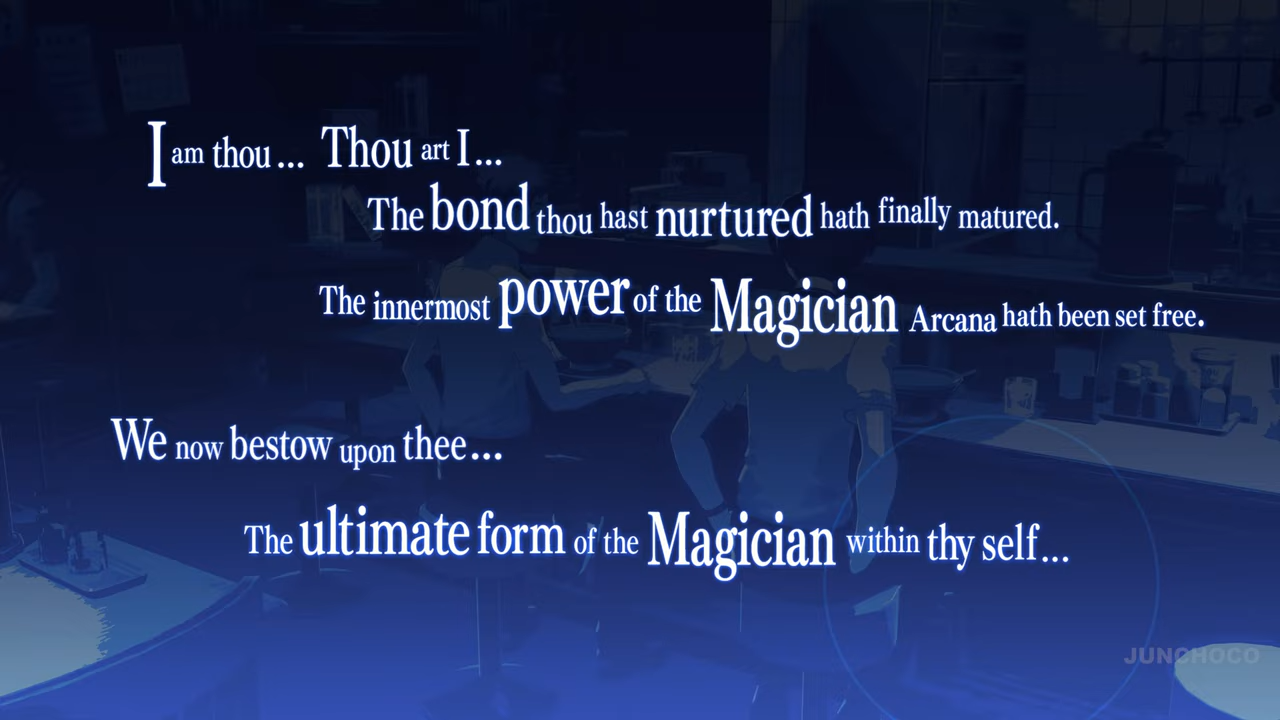 I am thou... Thou art I...
The bond thou hast nurtured hath finally matured.
The innermost power of the Magician Arcana hath been set free.
We now bestow upon thee...
The ultimate form of the Magician within thy self...
JUNCHOCO